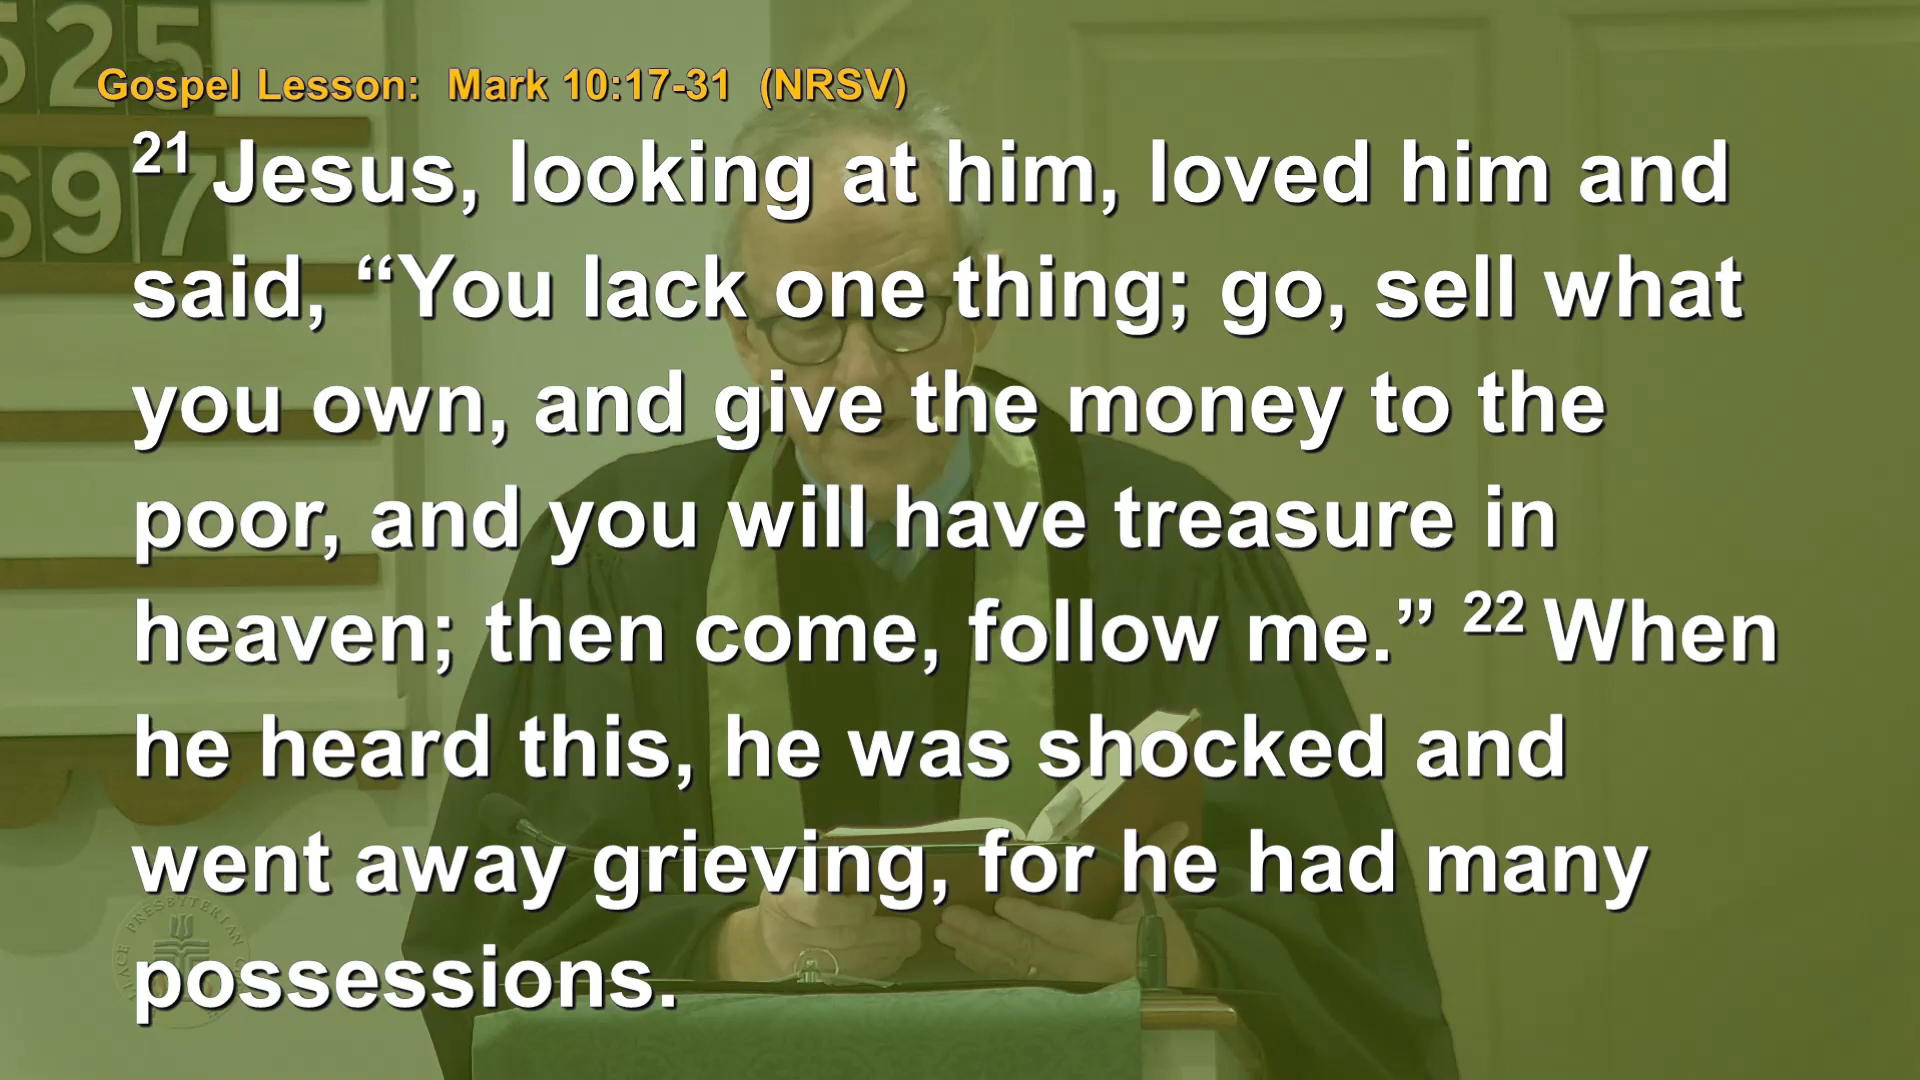 525
Gospel Lesson: Mark 10:17-31 (NRSV)
697
21 Jesus, looking at him, loved him and
said, “You lack one thing; go, sell what
you own, and give the money to the
poor, and you will have treasure in
heaven; then come, follow me.” 22 When
he heard this, he was shocked and
went away grieving, for he had many
possessions.
PRESBYTERIAN